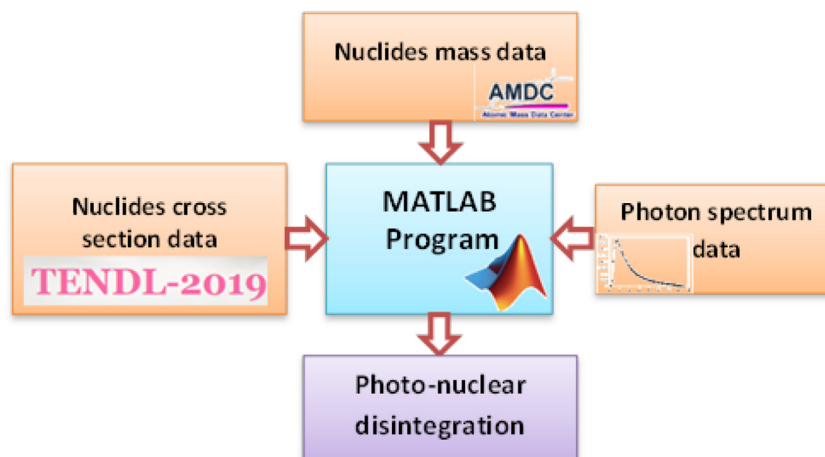 Nuclides mass data
AMDC
Atomic Mass Data Center
Nuclides cross
section data
TENDL-2019
MATLAB
Program
Photon spectrum
data
Photo-nuclear
disintegration